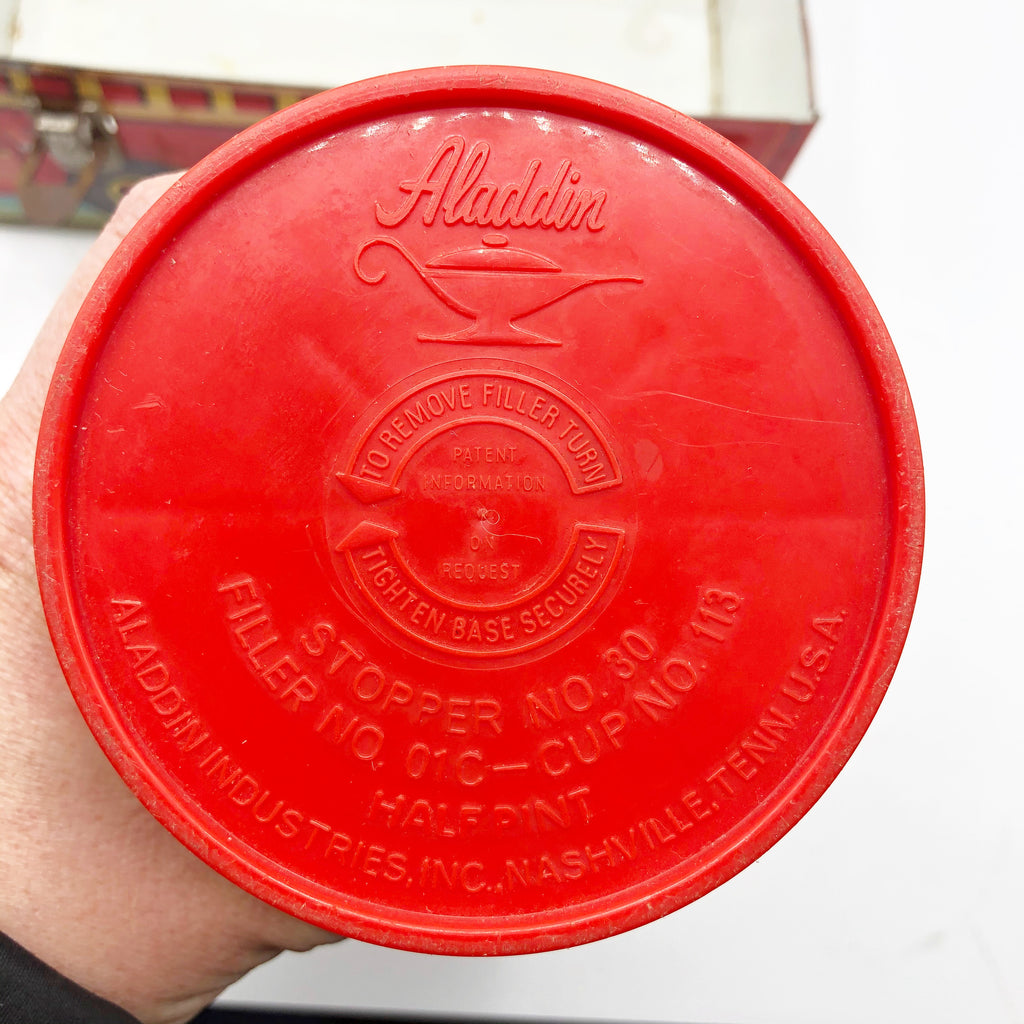 Aladdin
TO REMOVE FILLER TURN
PATENT
INFORMATION
ON
REQUEST
TIGHTEN BASE SECURELY
STOPPER NO. 30
FILLER NO. 01C—CUP NO. 113
HALF PINT
ALADDIN INDUSTRIES, INC., NASHVILLE, TENN. U.S.A.